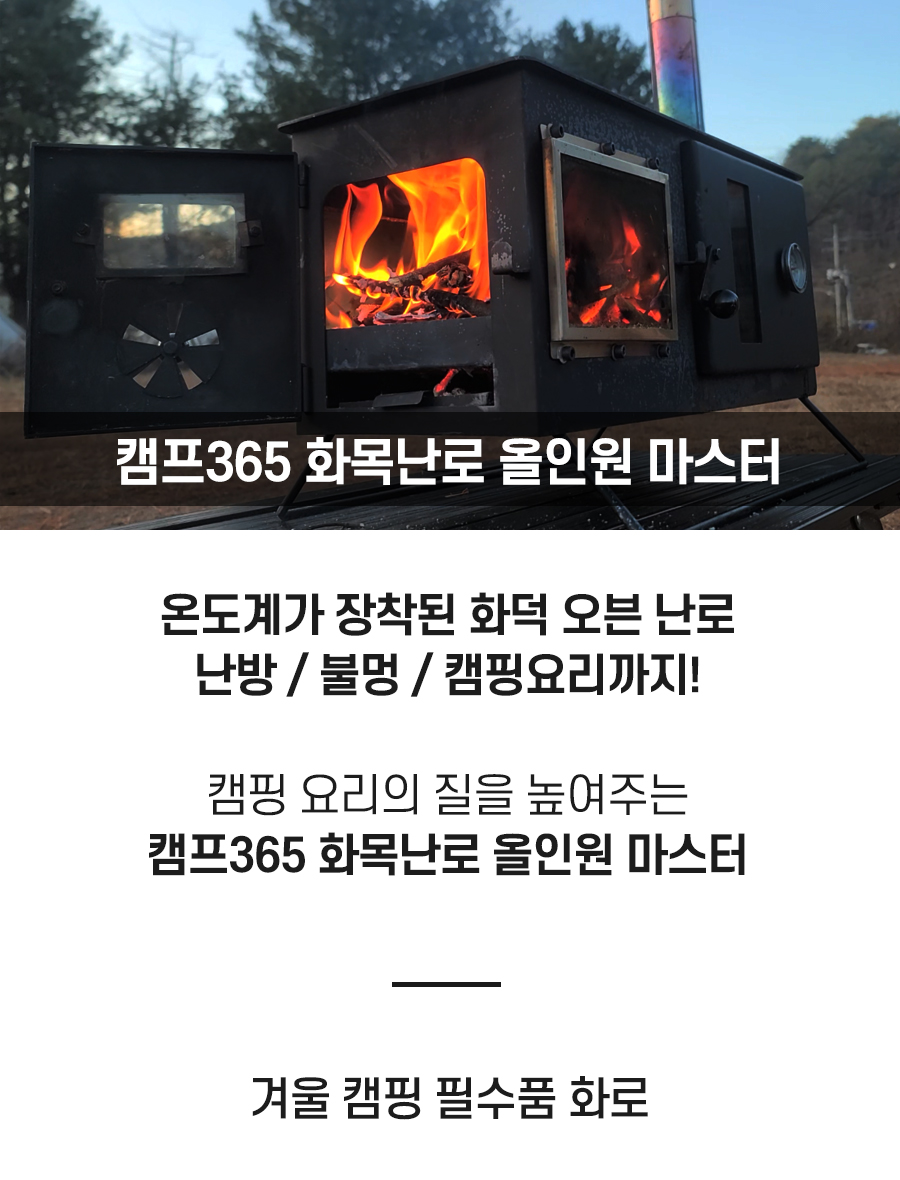 캠프365 화목난로 올인원 마스터
온도계가 장착된 화덕 오븐 난로
난방 / 불멍 / 캠핑요리까지!
캠핑 요리의 질을 높여주는
캠프365 화목난로 올인원 마스터
겨울 캠핑 필수품 화로